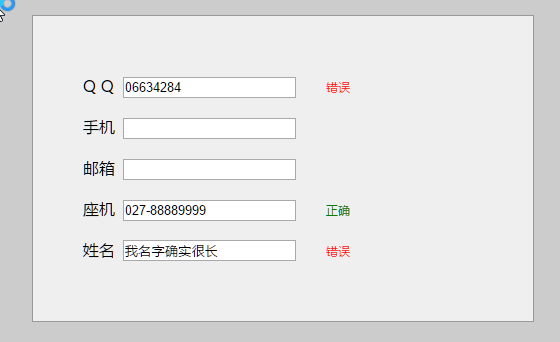 Q Q 06634284 错误
手机
邮箱
座机 027-88889999 正确
姓名 我名字确实很长 错误